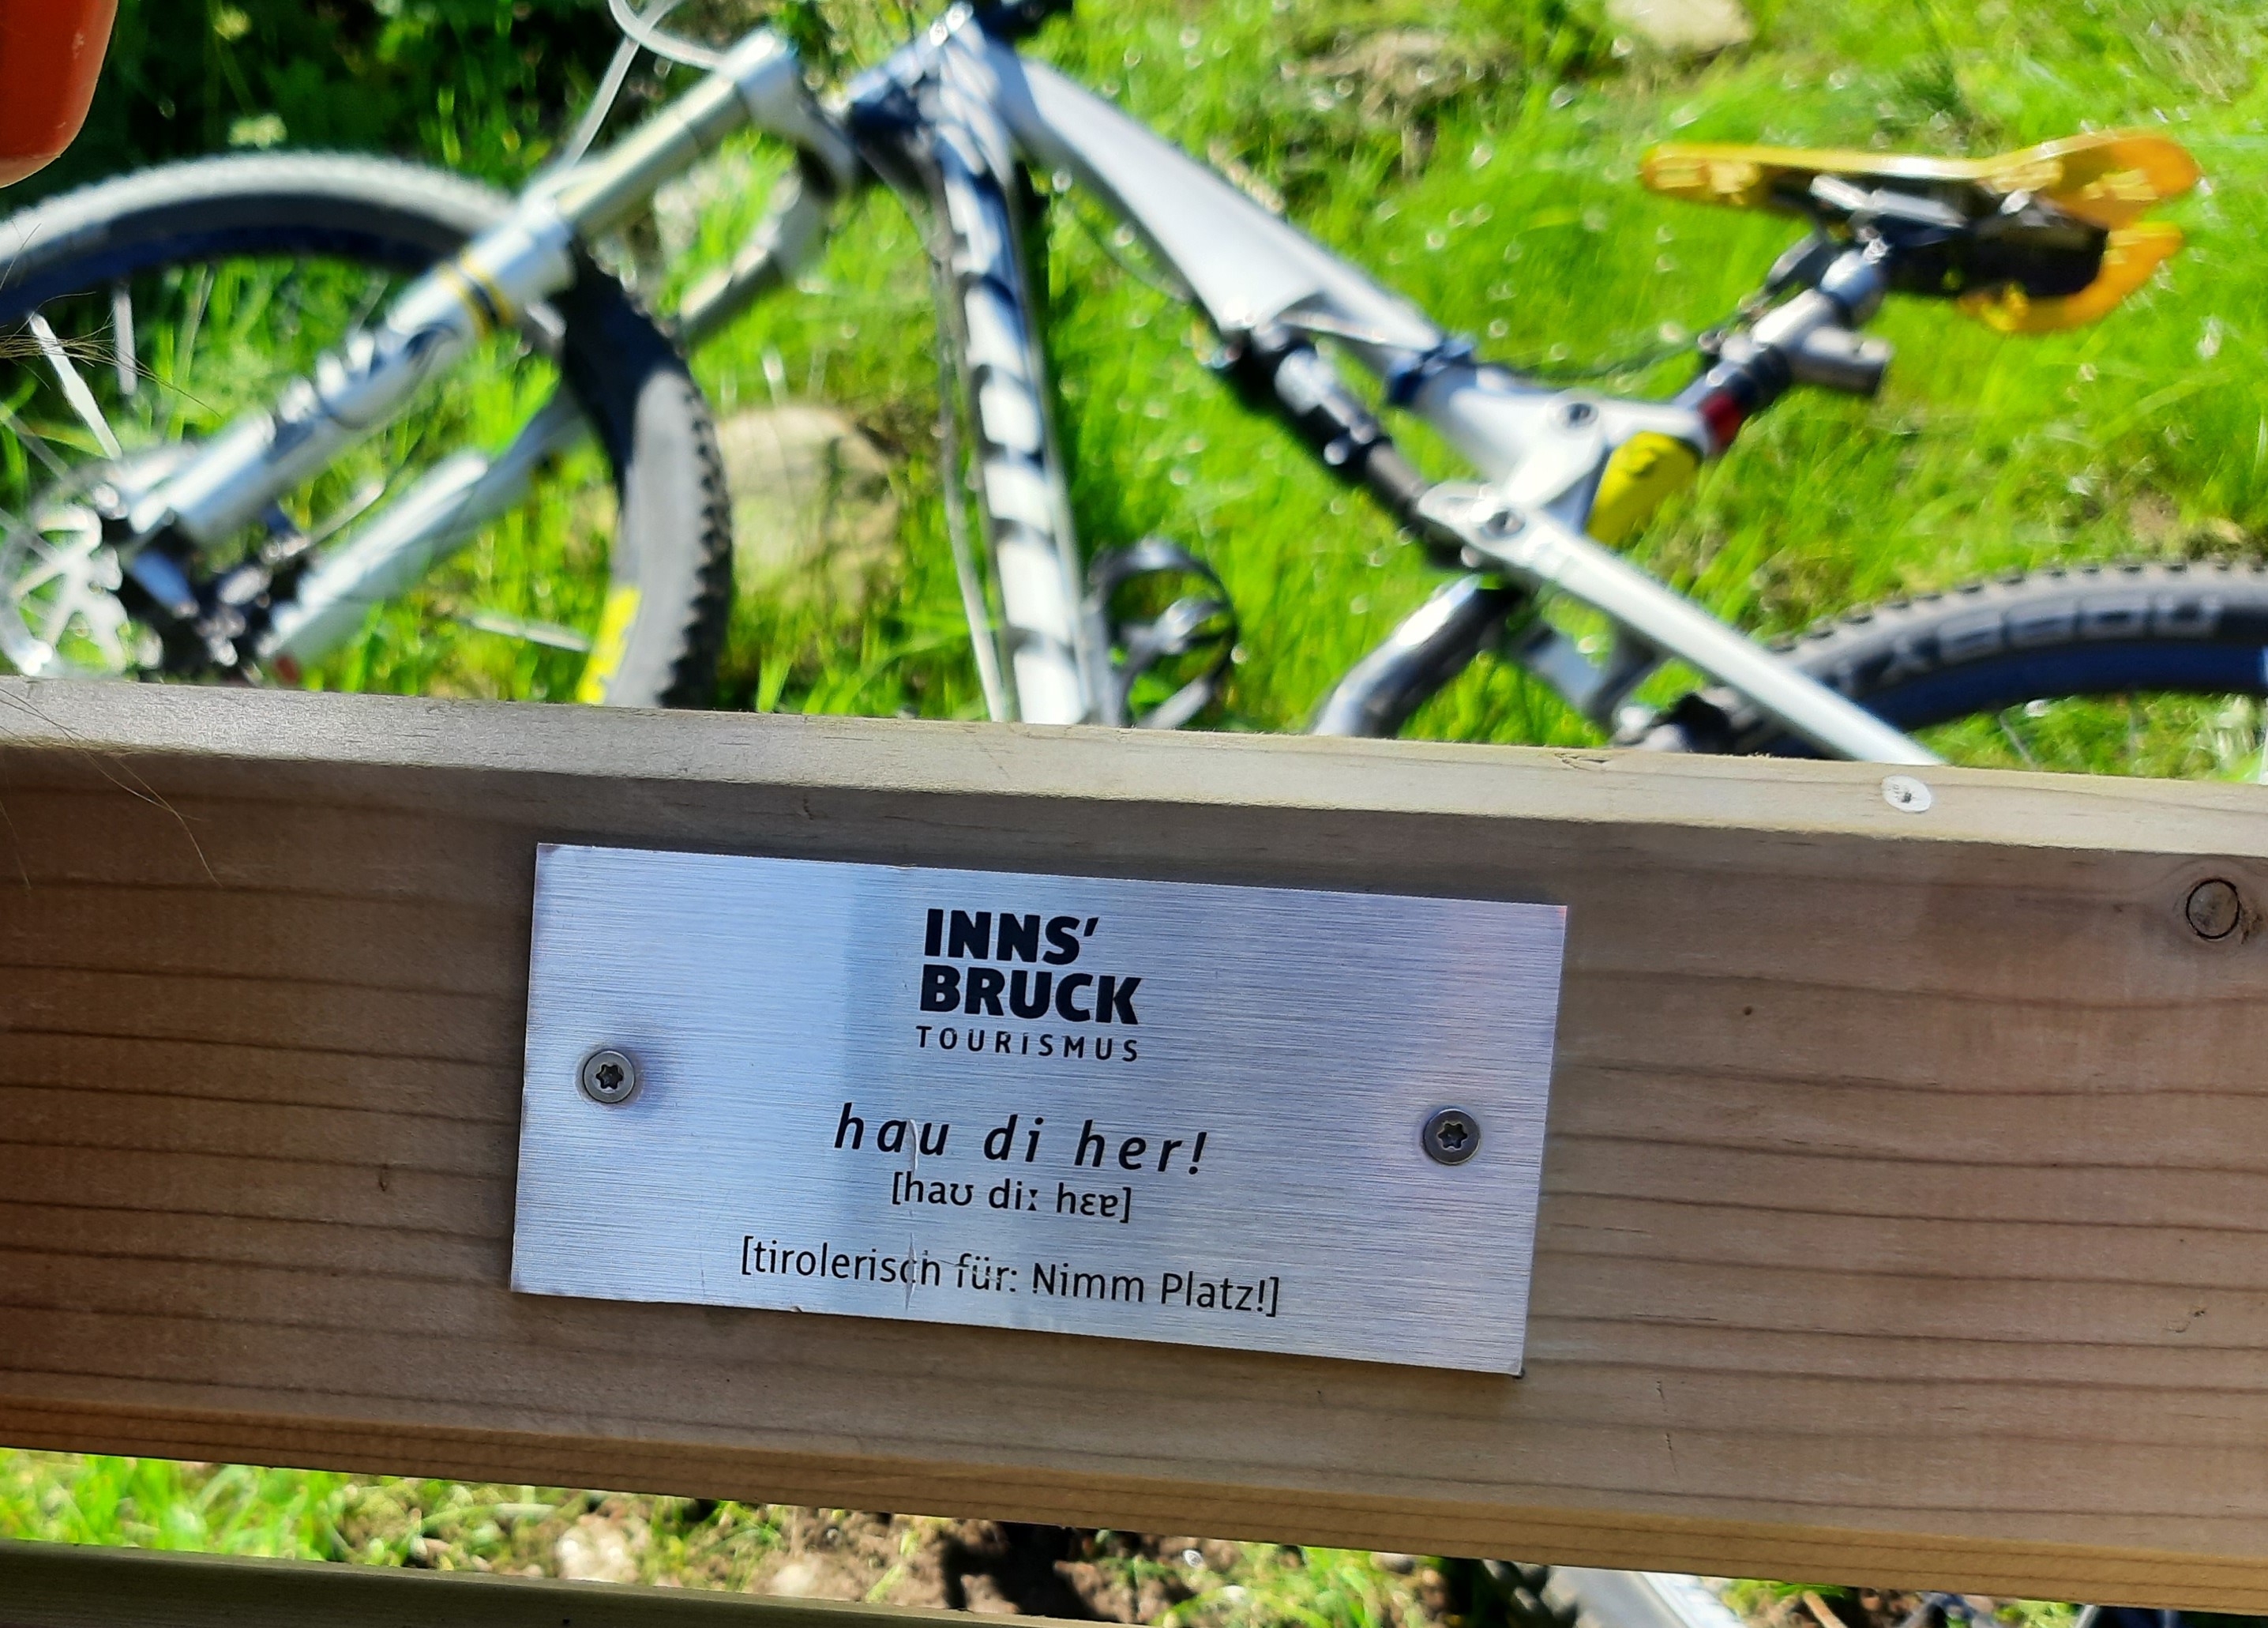 INNS'
BRUCK
TOURISMUS
hau di her!
[haʊ diː hɛɐ]
[tirolerisch für: Nimm Platz!]